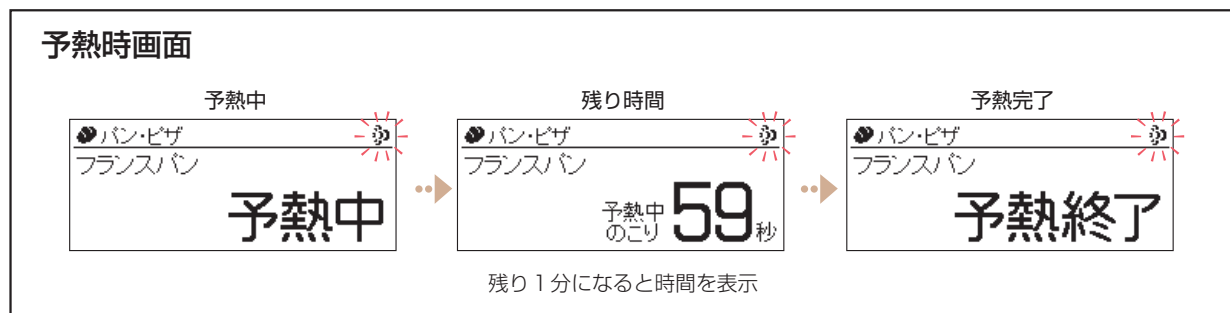 予熱時画面
予熱中
パン・ピザ
フランスパン
予熱中
残り時間
パン・ピザ
フランスパン
予熱中
のこり
59秒
残り1分になると時間を表示
予熱完了
パン・ピザ
フランスパン
予熱終了